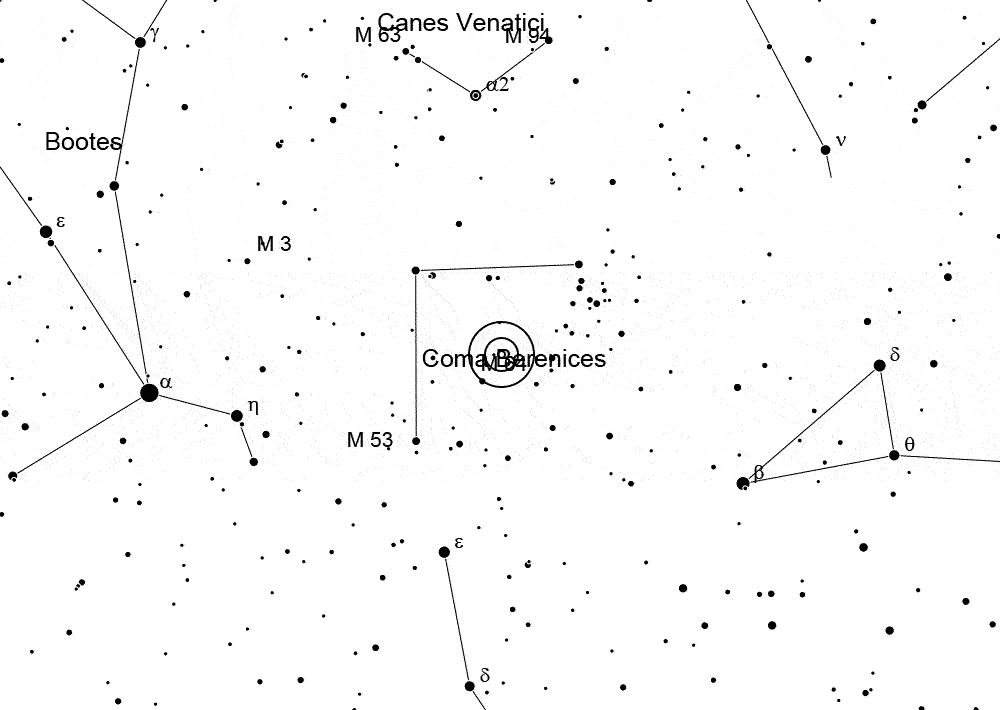 Canes Venatici
γ
M 63
M 94
α2
Bootes
ν
ε
M 3
δ
Coma Berenices
α
η
M 53
θ
β
ε
δ